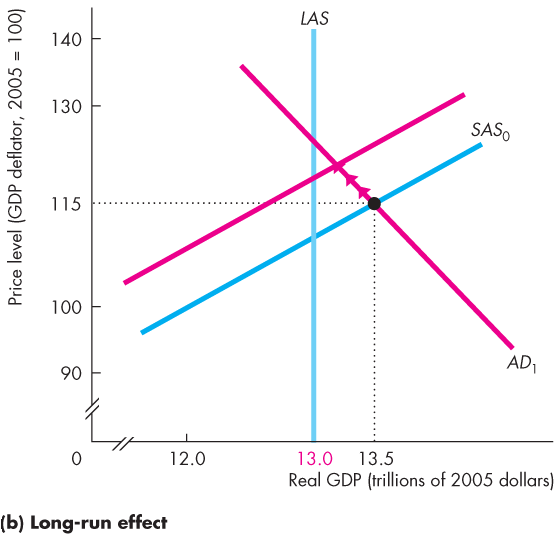 Price level (GDP deflator, 2005 = 100)
LAS
140
130
SAS₀
115
100
90
AD₁
0
12.0
13.0
13.5
Real GDP (trillions of 2005 dollars)
(b) Long-run effect